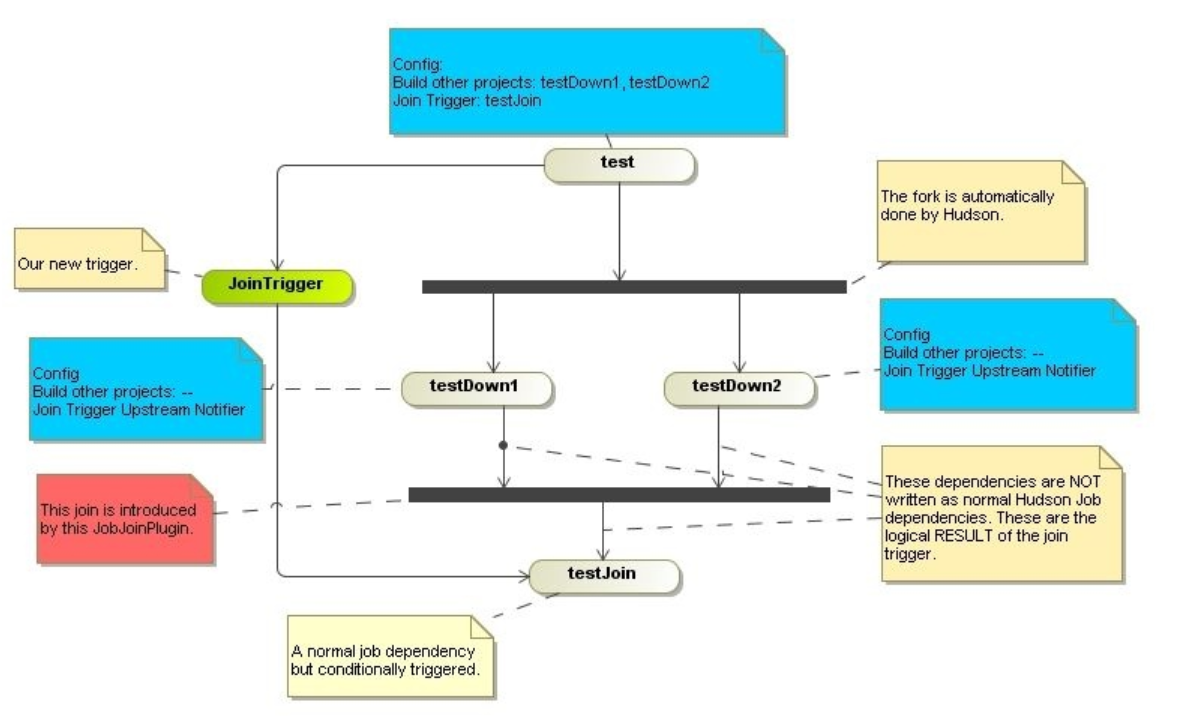 Config:
Build other projects: testDown1, testDown2
Join Trigger: testJoin
test
The fork is automatically
done by Hudson.
Our new trigger.
JoinTrigger
Config
Build other projects: --
Join Trigger Upstream Notifier
testDown1
testDown2
Config
Build other projects: --
Join Trigger Upstream Notifier
This join is introduced
by this JobJoinPlugin.
These dependencies are NOT
written as normal Hudson Job
dependencies. These are the
logical RESULT of the join
trigger.
testJoin
A normal job dependency
but conditionally triggered.